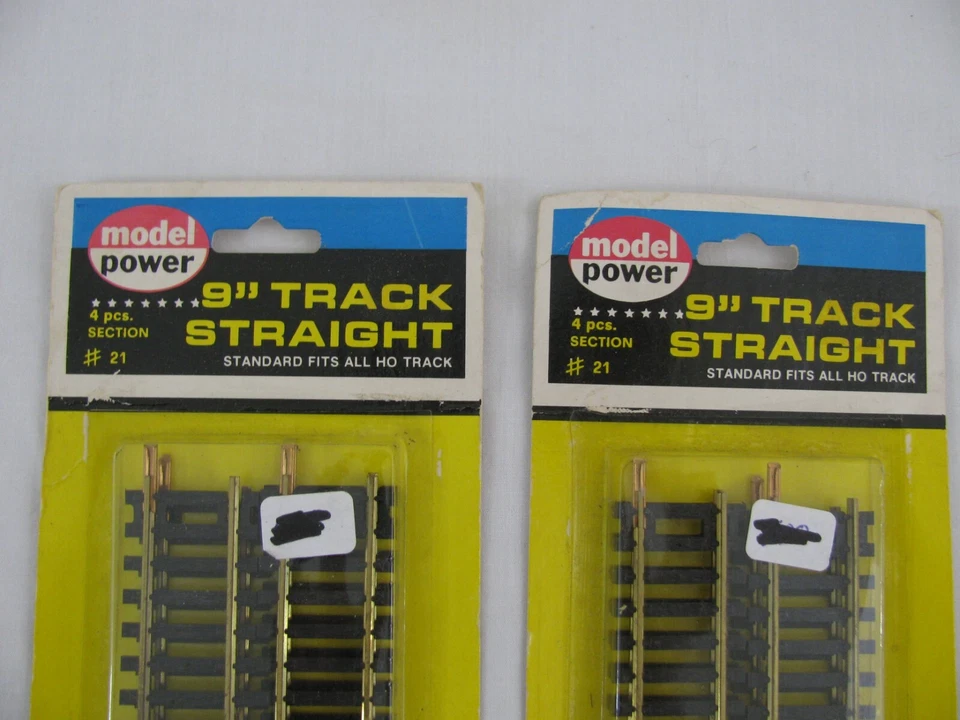 model
power
★★★★★★★ 9" TRACK
4 pcs.
SECTION
STRAIGHT
# 21
STANDARD FITS ALL HO TRACK
model
power
★★★★★★★ 9" TRACK
4 pcs.
SECTION
STRAIGHT
# 21
STANDARD FITS ALL HO TRACK